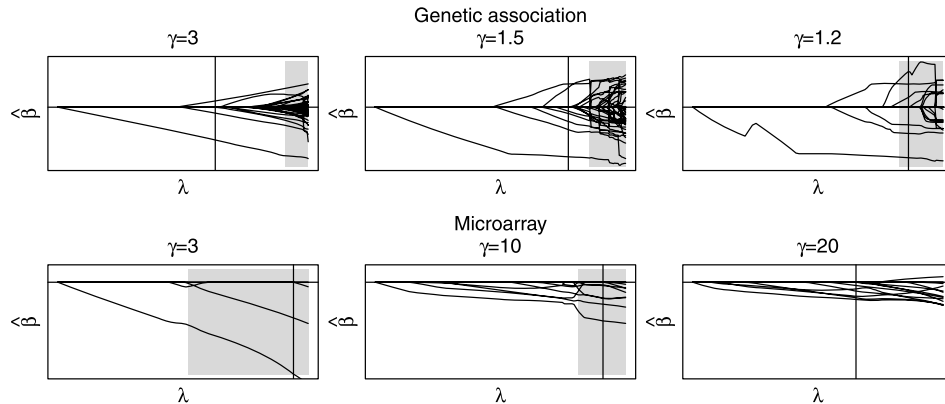 Genetic association
γ=3
γ=1.5
γ=1.2
β̂
β̂
β̂
λ
λ
λ
Microarray
γ=3
γ=10
γ=20
β̂
β̂
β̂
λ
λ
λ